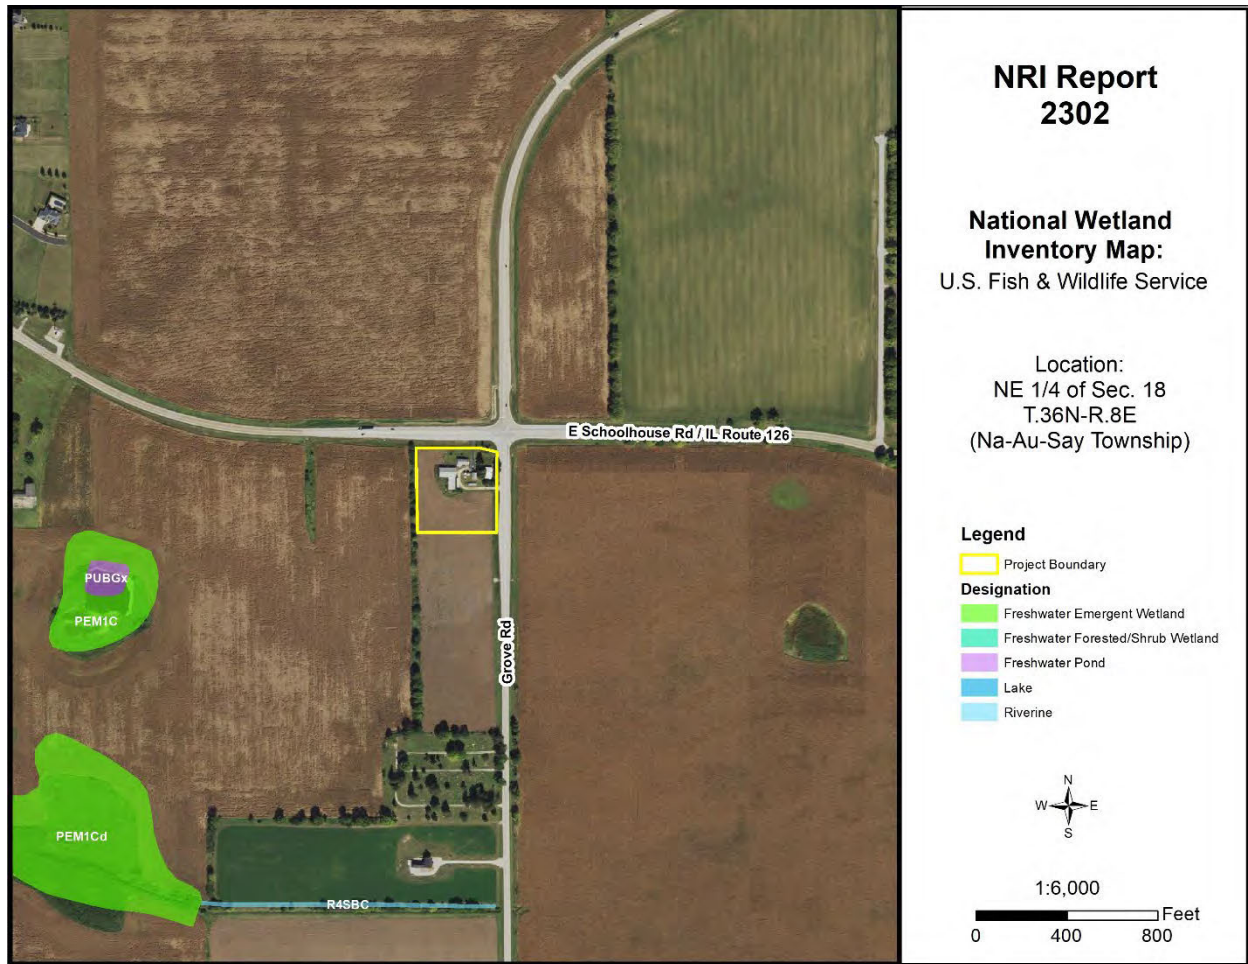 NRI Report
2302
National Wetland
Inventory Map:
U.S. Fish & Wildlife Service
Location:
NE 1/4 of Sec. 18
T.36N-R.8E
(Na-Au-Say Township)
Legend
Project Boundary
Designation
Freshwater Emergent Wetland
Freshwater Forested/Shrub Wetland
Freshwater Pond
Lake
Riverine
N
W E
S
1:6,000
Feet
0 400 800
E Schoolhouse Rd / IL Route 126
Grove Rd
PUBGx
PEM1C
PEM1Cd
R4SBC